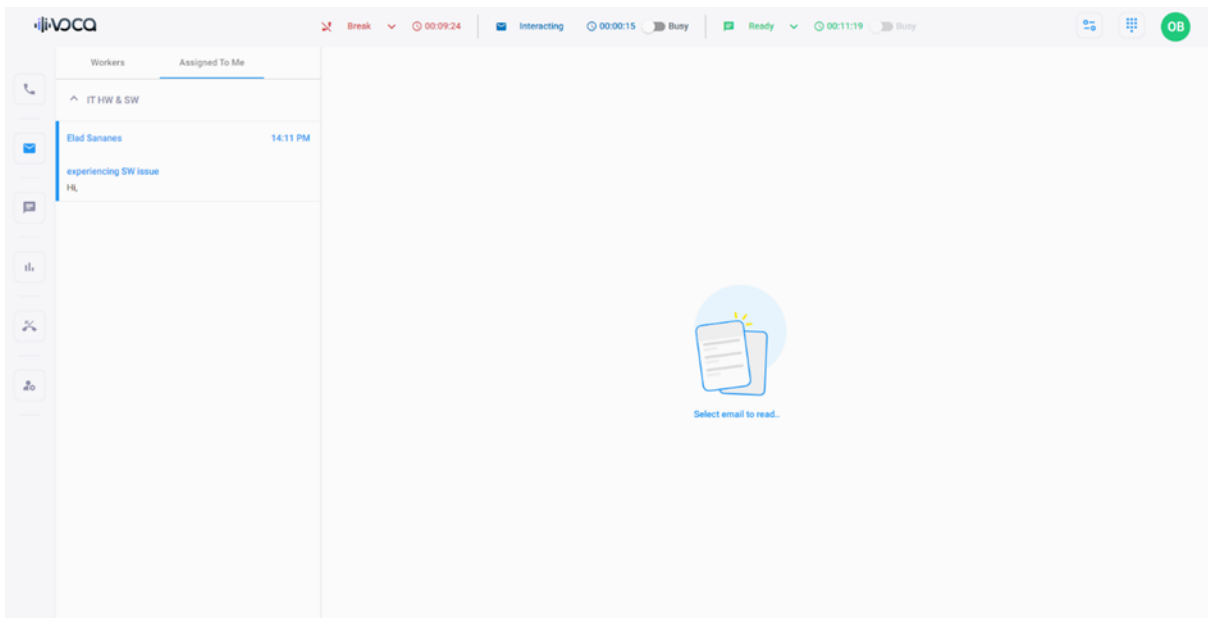 VOCA
Break 00:09:24 Interacting 00:00:15 Busy Ready 00:11:19 Busy OB
Workers Assigned To Me
IT HW & SW
Elad Sananes 14:11 PM
experiencing SW issue
Hi,
Select email to read..